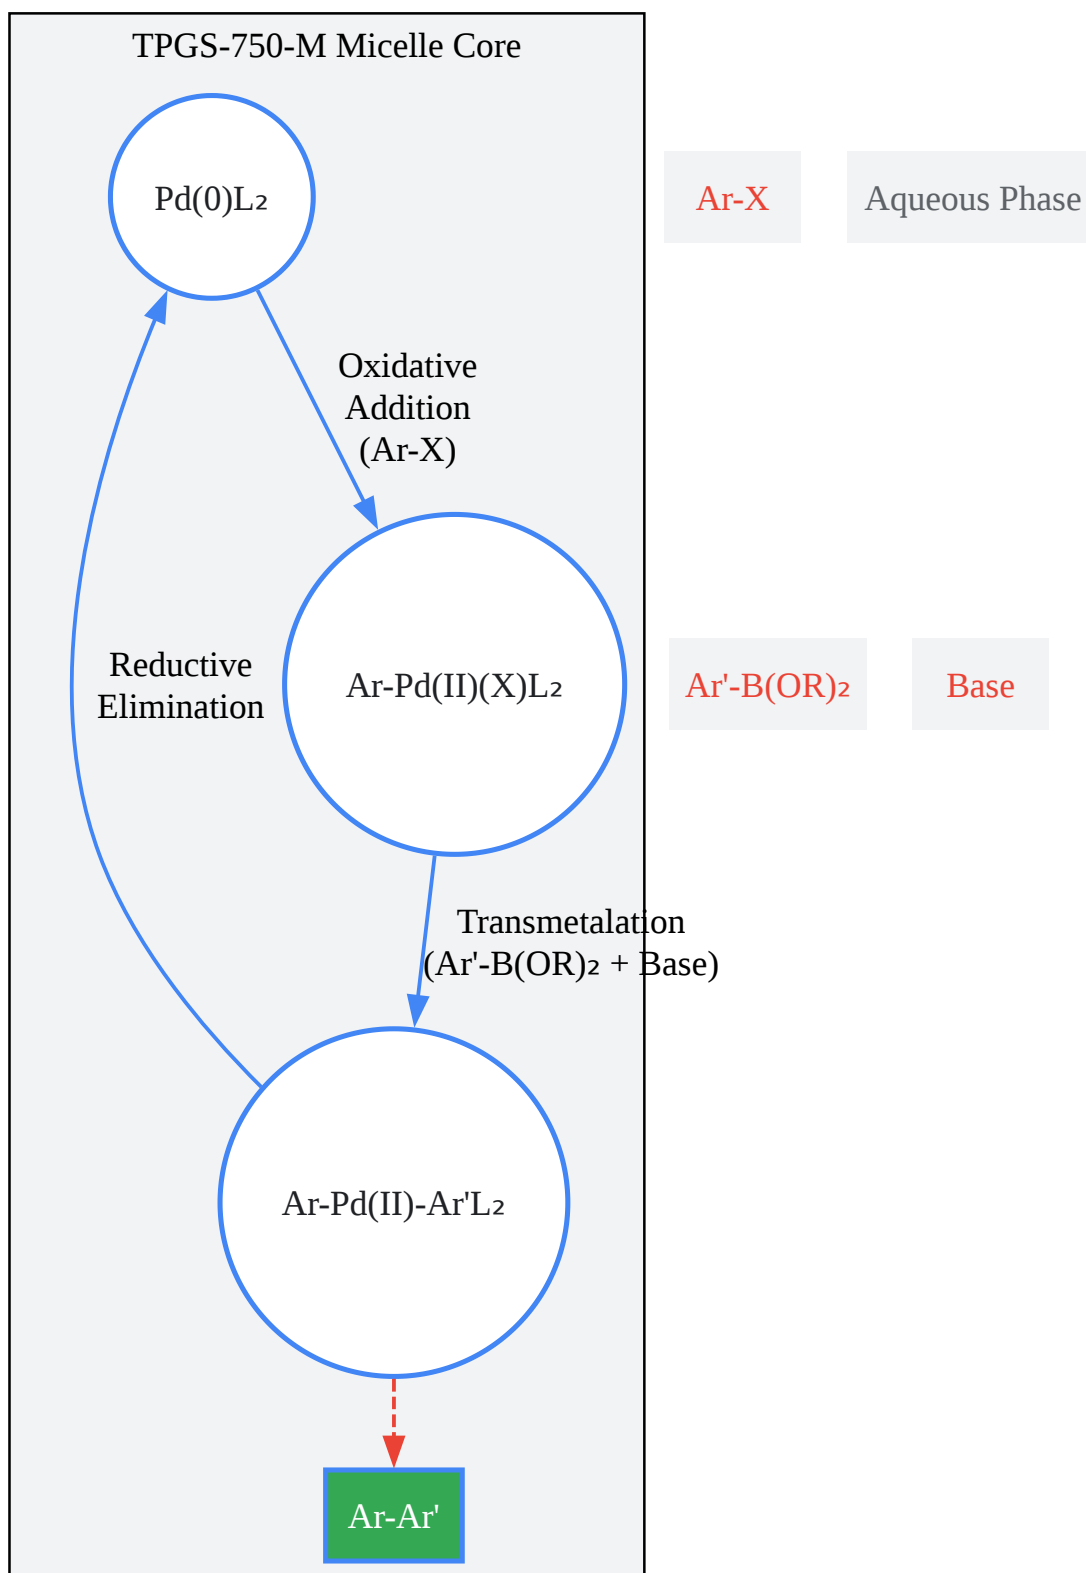 TPGS-750-M Micelle Core
Pd(0)L₂
Ar-X
Aqueous Phase
Oxidative
Addition
(Ar-X)
Reductive
Elimination
Ar-Pd(II)(X)L₂
Ar'-B(OR)₂
Base
Transmetalation
(Ar'-B(OR)₂ + Base)
Ar-Pd(II)-Ar'L₂
Ar-Ar'